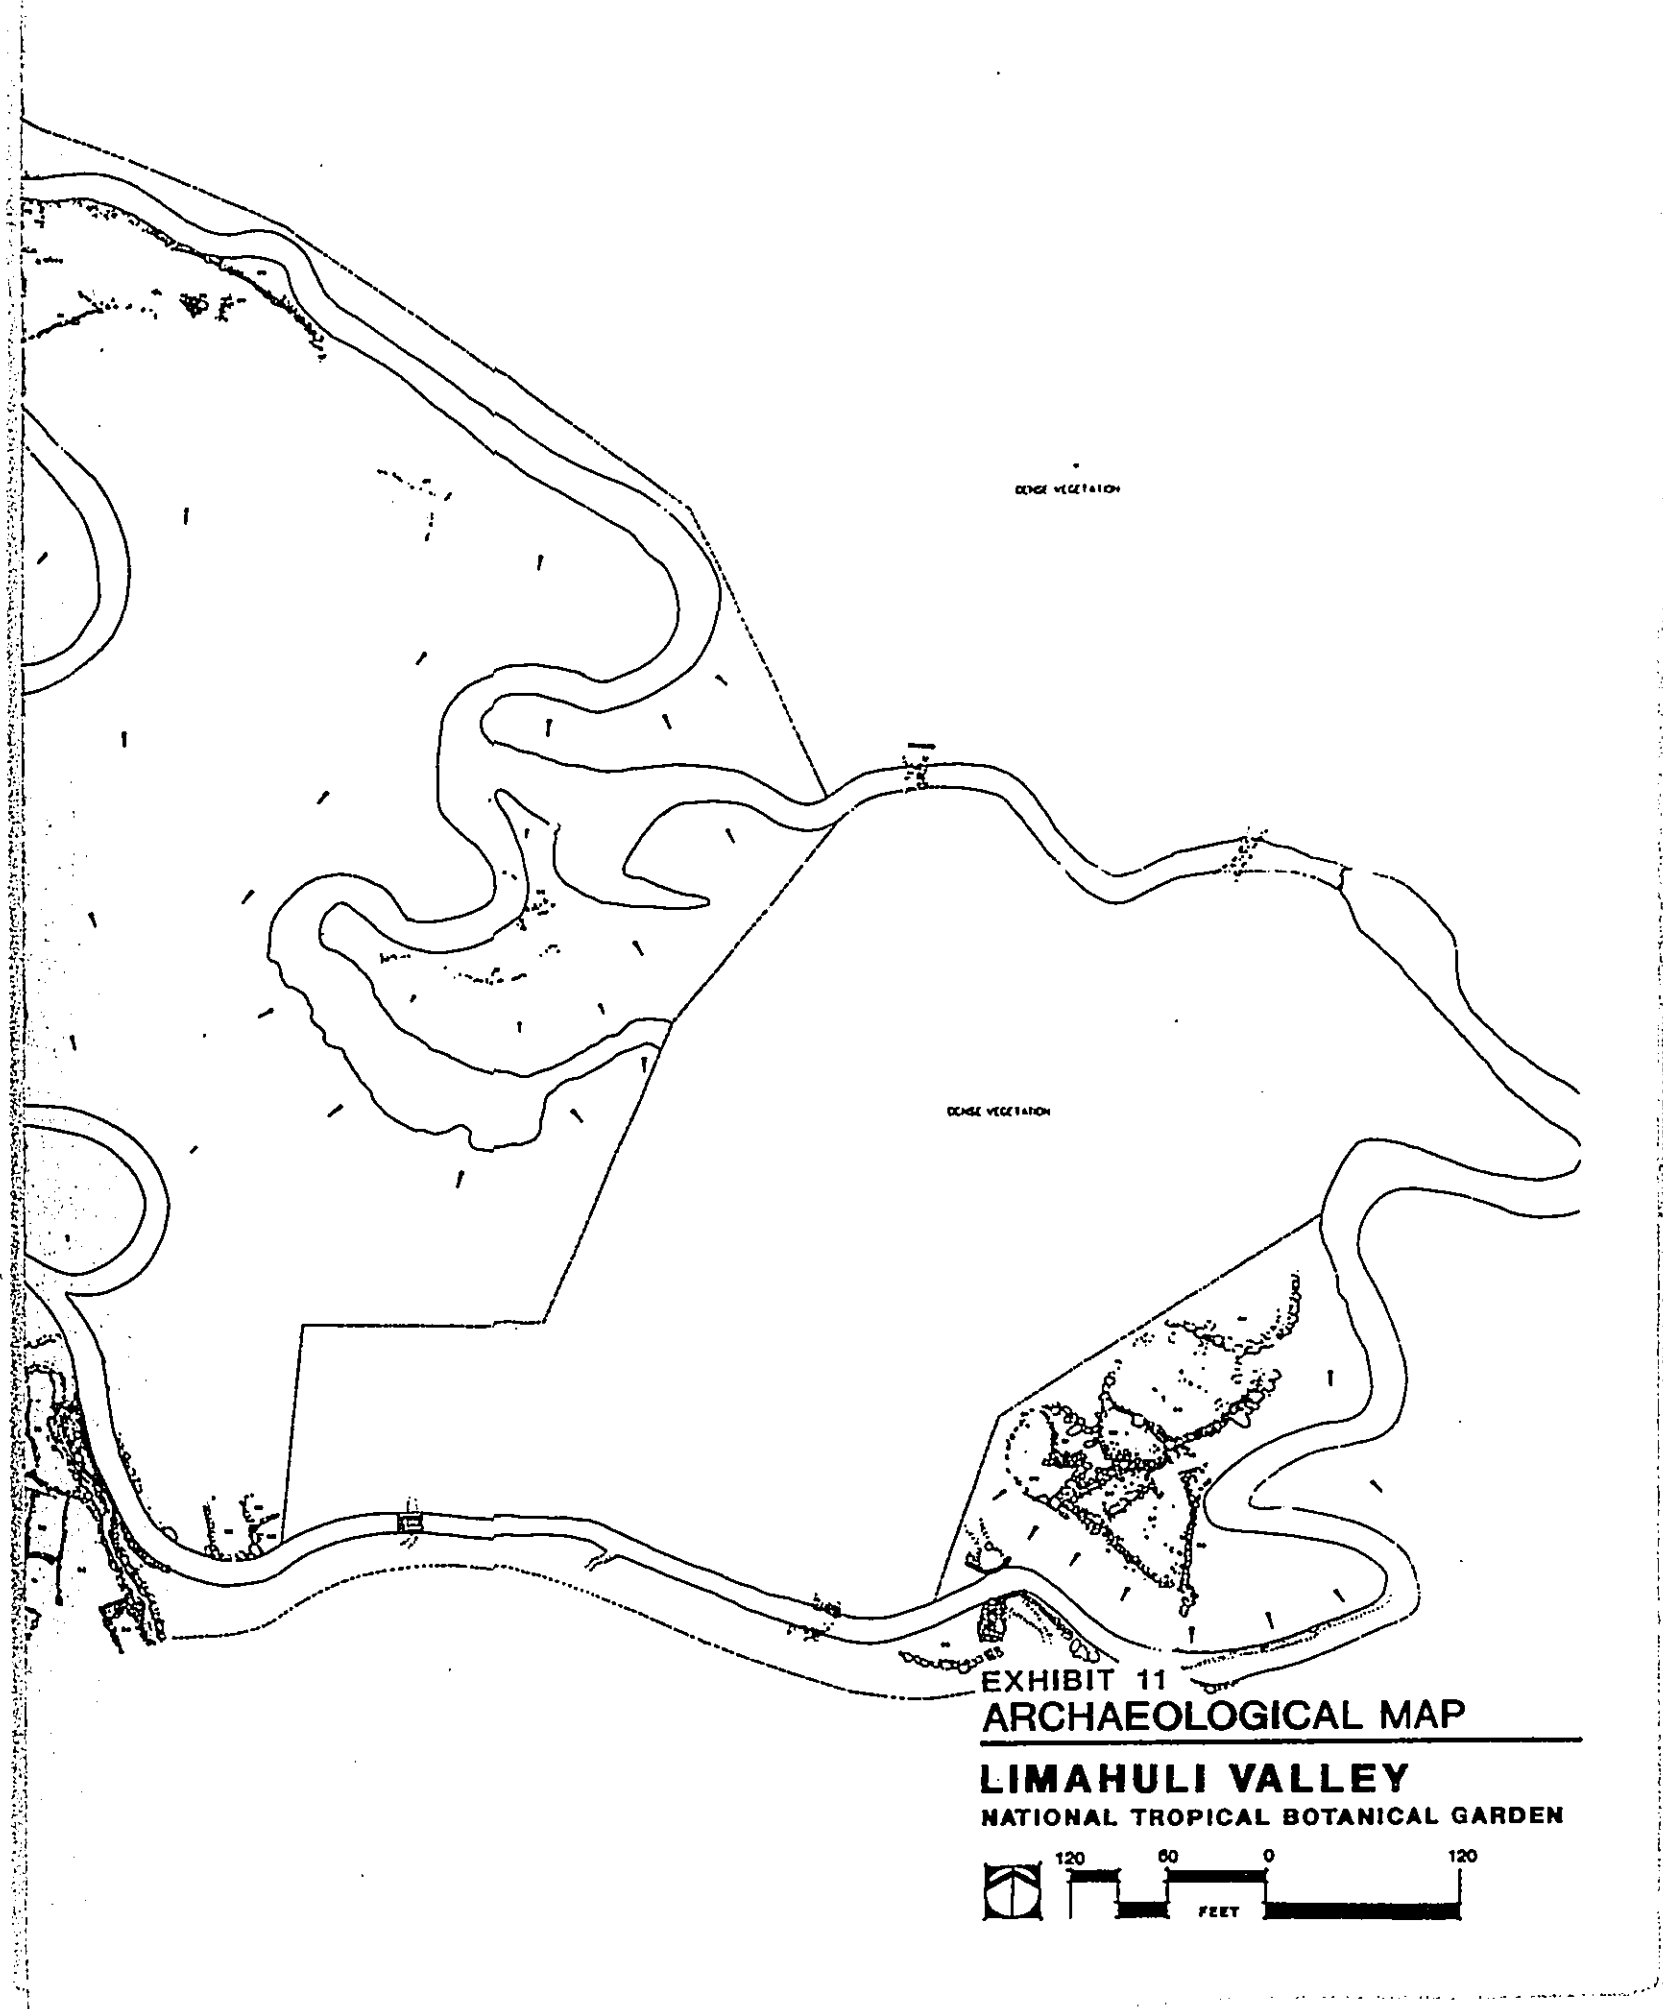 DENSE VEGETATION
DENSE VEGETATION
EXHIBIT 11
ARCHAEOLOGICAL MAP
LIMAHULI VALLEY
NATIONAL TROPICAL BOTANICAL GARDEN
120 60 0 120
FEET